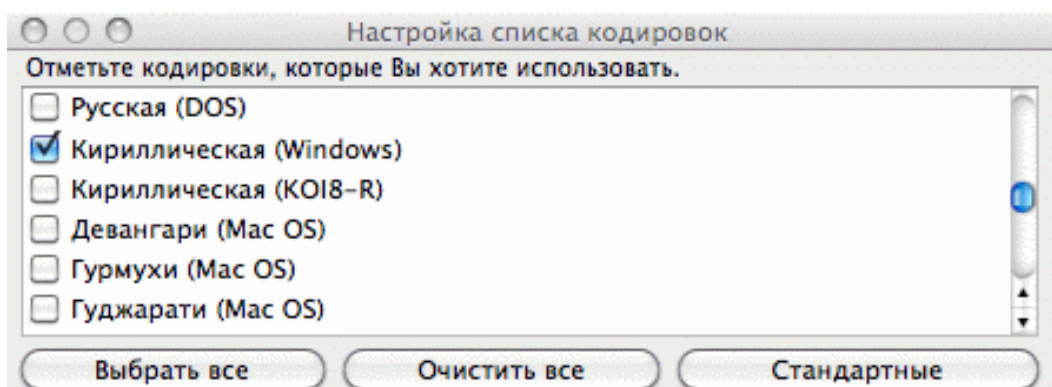 Настройка списка кодировок
Отметьте кодировки, которые Вы хотите использовать.
Русская (DOS)
Кириллическая (Windows)
Кириллическая (KOI8-R)
Девангари (Mac OS)
Гурмухи (Mac OS)
Гуджарати (Mac OS)
Выбрать все Очистить все Стандартные